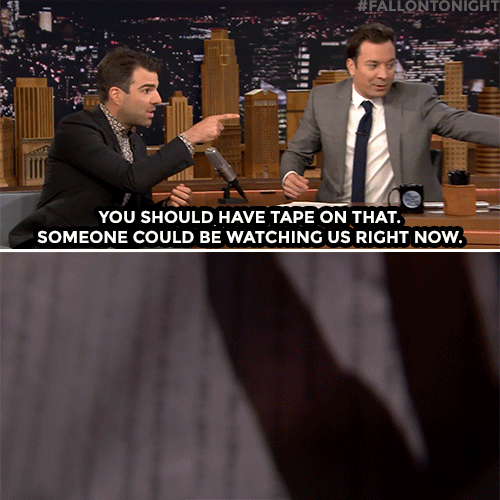 #FALLONTONIGHT
YOU SHOULD HAVE TAPE ON THAT.
SOMEONE COULD BE WATCHING US RIGHT NOW.